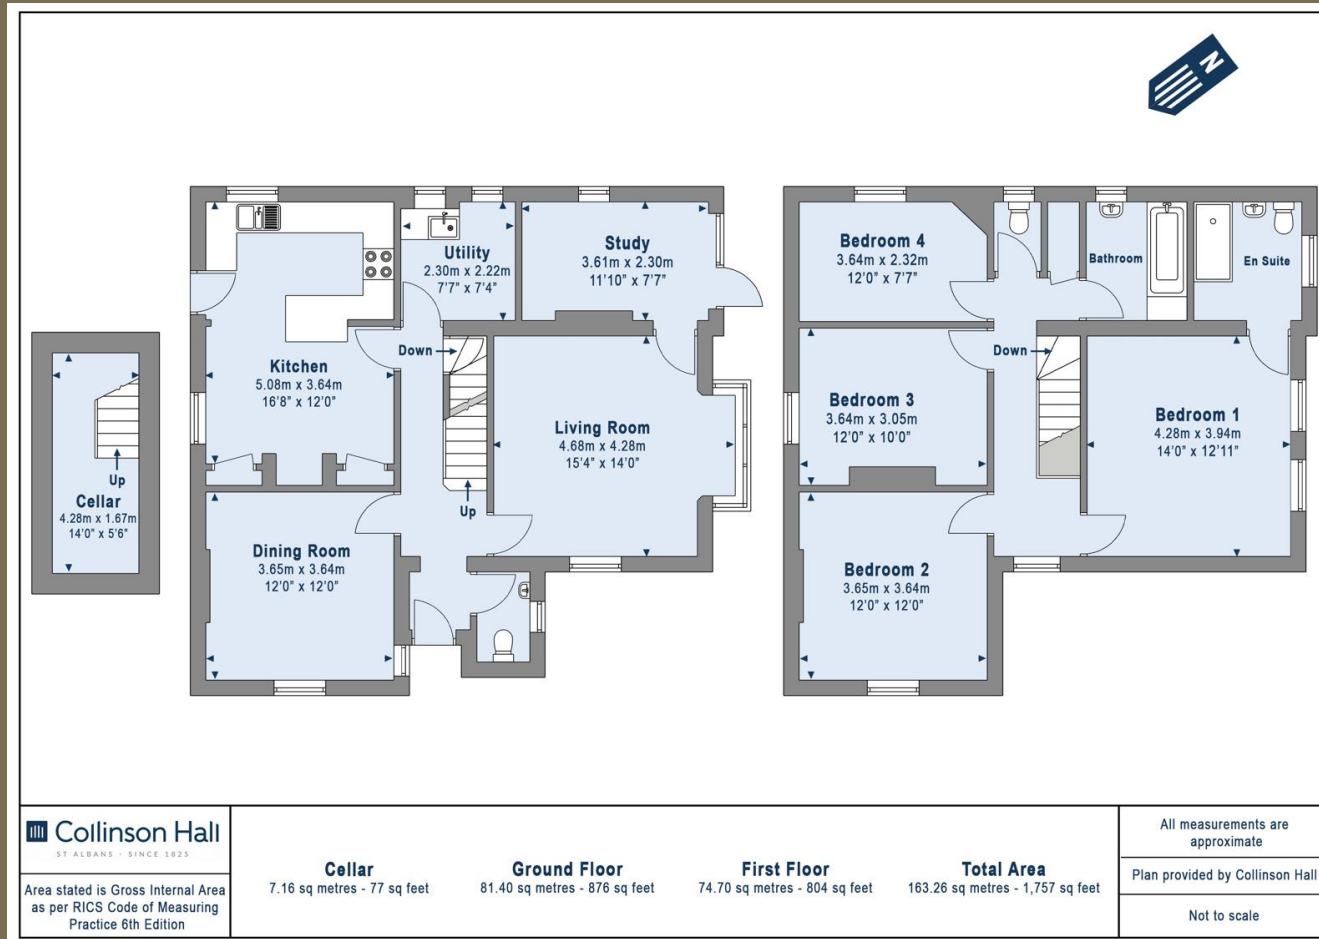 N
Utility
2.30m x 2.22m
7'7" x 7'4"
Study
3.61m x 2.30m
11'10" x 7'7"
Down
Kitchen
5.08m x 3.64m
16'8" x 12'0"
Living Room
4.68m x 4.28m
15'4" x 14'0"
Up
Cellar
4.28m x 1.67m
14'0" x 5'6"
Up
Dining Room
3.65m x 3.64m
12'0" x 12'0"
Bedroom 4
3.64m x 2.32m
12'0" x 7'7"
Bathroom
En Suite
Down
Bedroom 3
3.64m x 3.05m
12'0" x 10'0"
Bedroom 1
4.28m x 3.94m
14'0" x 12'11"
Bedroom 2
3.65m x 3.64m
12'0" x 12'0"
Collinson Hall
ST ALBANS - SINCE 1825
Area stated is Gross Internal Area
as per RICS Code of Measuring
Practice 6th Edition
Cellar
7.16 sq metres - 77 sq feet
Ground Floor
81.40 sq metres - 876 sq feet
First Floor
74.70 sq metres - 804 sq feet
Total Area
163.26 sq metres - 1,757 sq feet
All measurements are
approximate
Plan provided by Collinson Hall
Not to scale